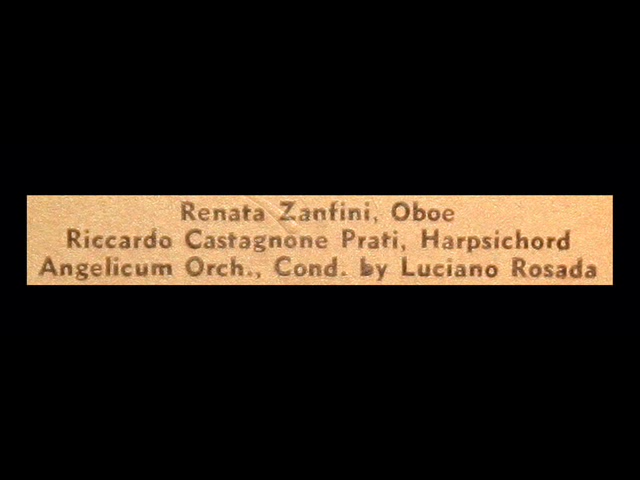 Renata Zanfini, Oboe
Riccardo Castagnone Prati, Harpsichord
Angelicum Orch., Cond. by Luciano Rosada